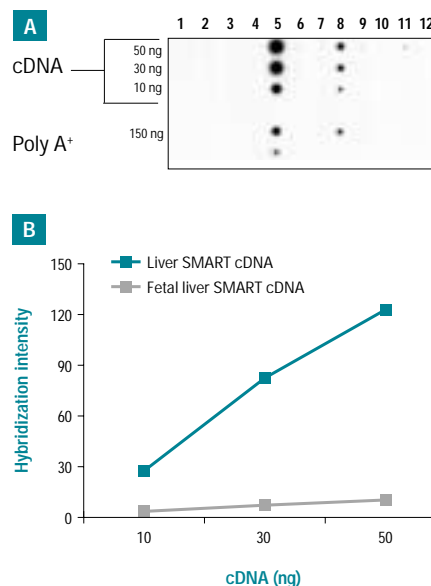 A
1 2 3 4 5 6 7 8 9 10 11 12
50 ng
cDNA
30 ng
10 ng
Poly A+
150 ng
B
Liver SMART cDNA
Fetal liver SMART cDNA
Hybridization intensity
150
120
90
60
30
0
10 30 50
cDNA (ng)